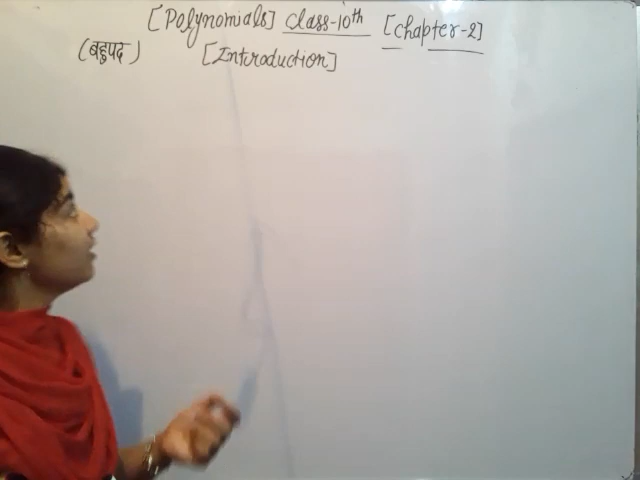 [Polynomials] class-10th [chapter-2]
(बहुपद) [Introduction]